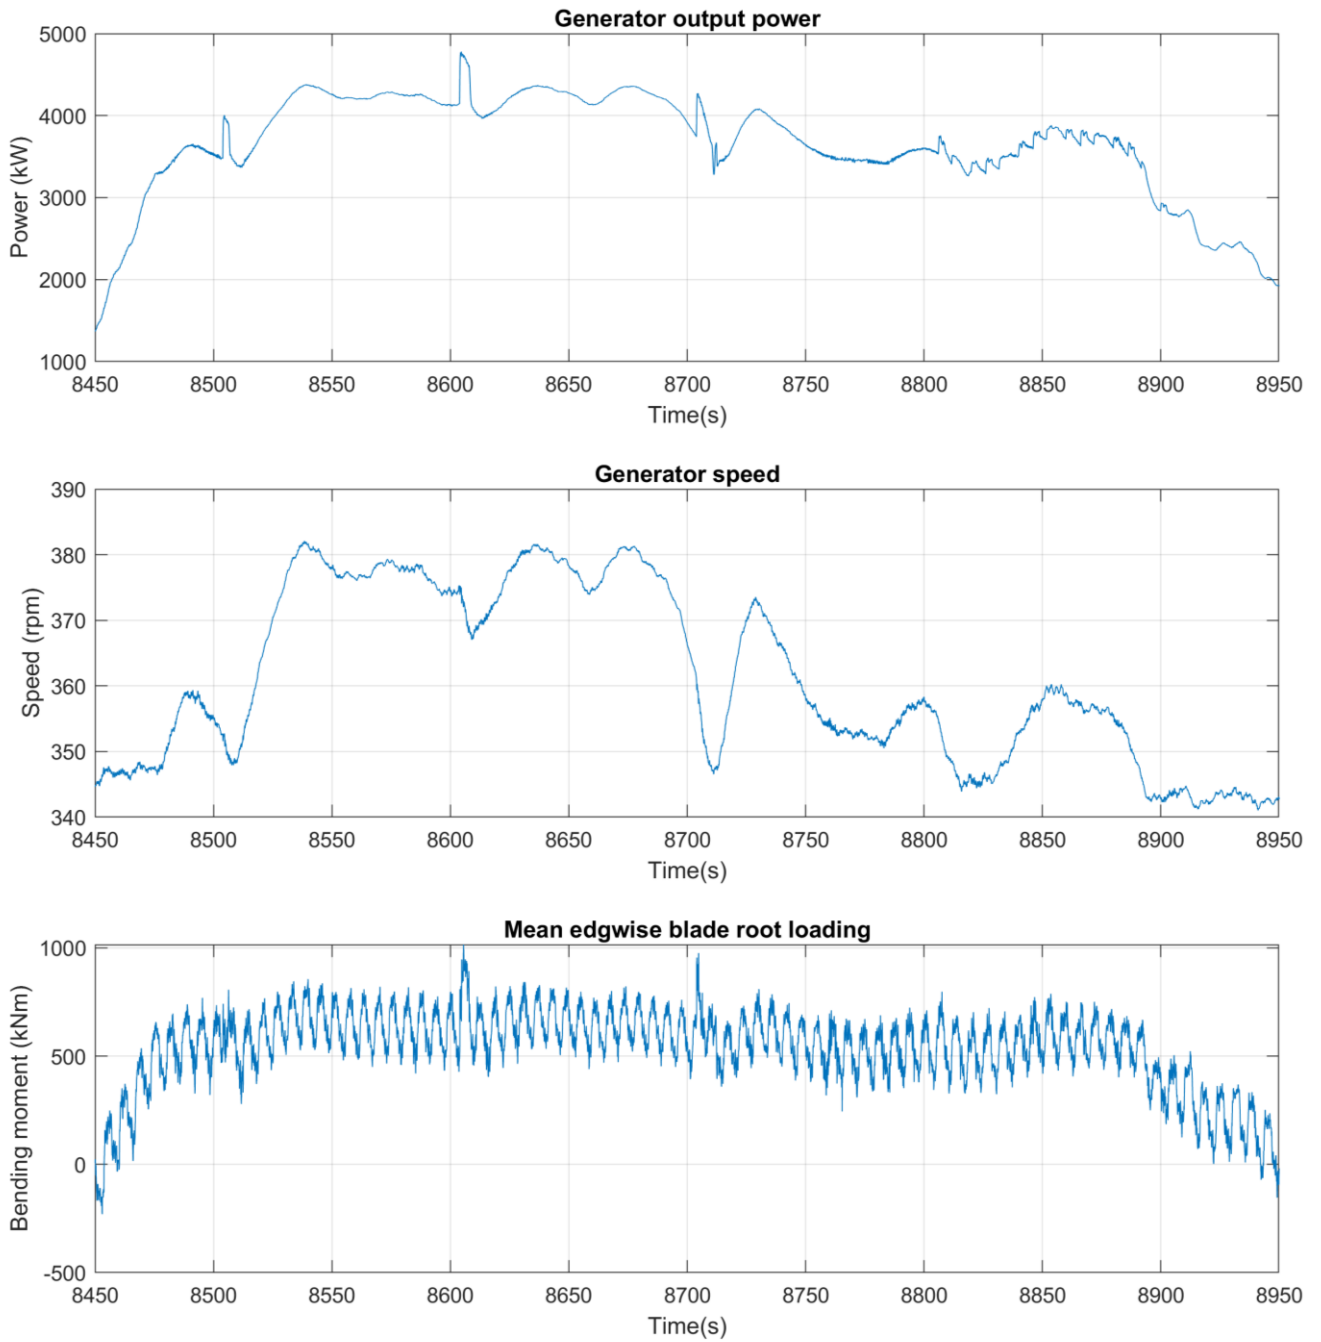 Generator output power
5000
4000
3000
2000
1000
Power (kW)
8450 8500 8550 8600 8650 8700 8750 8800 8850 8900 8950
Time(s)
Generator speed
390
380
370
360
350
340
Speed (rpm)
8450 8500 8550 8600 8650 8700 8750 8800 8850 8900 8950
Time(s)
Mean edgwise blade root loading
1000
500
0
-500
Bending moment (kNm)
8450 8500 8550 8600 8650 8700 8750 8800 8850 8900 8950
Time(s)